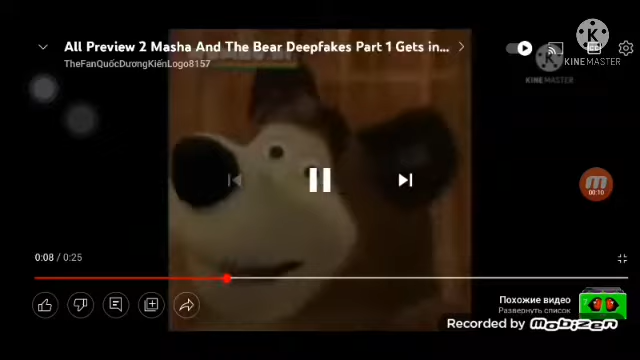 All Preview 2 Masha And The Bear Deepfakes Part 1 Gets in...
TheFanQuốcDươngKiếnLogo8157
KINEMASTER
KINEMASTER
00:10
0:08 / 0:25
Похожие видео
Развернуть список
Recorded by mobizen